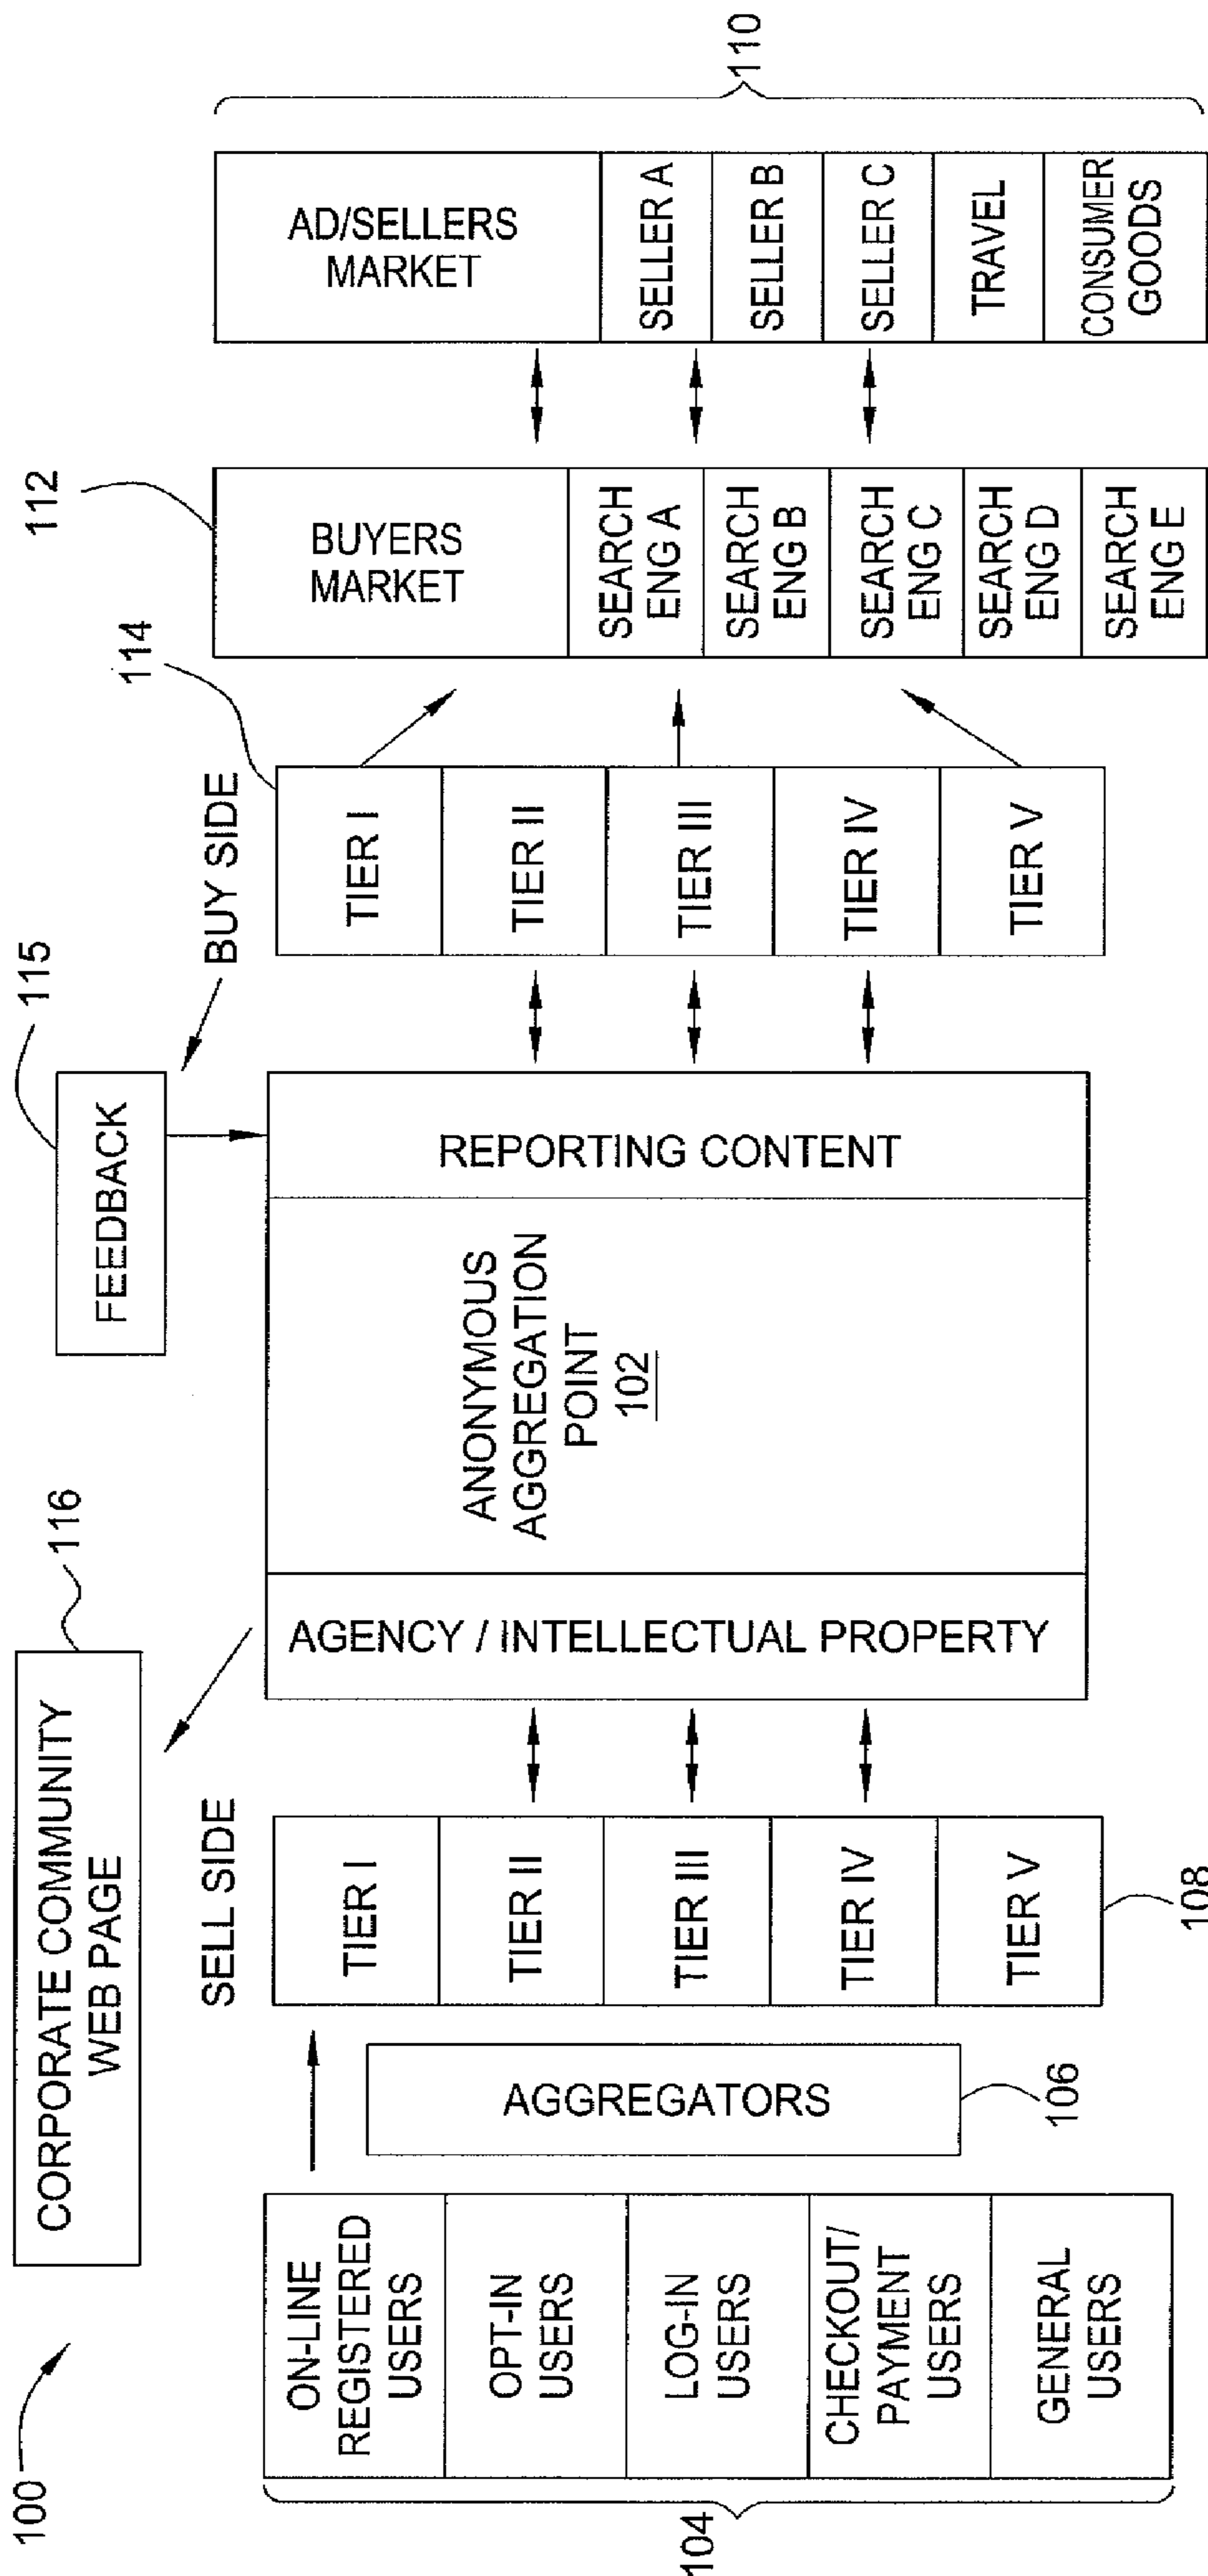 100
CORPORATE COMMUNITY
WEB PAGE
116
FEEDBACK
115
SELL SIDE
BUY SIDE
104
ON-LINE
REGISTERED
USERS
OPT-IN
USERS
LOG-IN
USERS
CHECKOUT/
PAYMENT
USERS
GENERAL
USERS
AGGREGATORS
106
TIER I
TIER II
TIER III
TIER IV
TIER V
108
AGENCY / INTELLECTUAL PROPERTY
ANONYMOUS
AGGREGATION
POINT
102
REPORTING CONTENT
114
TIER I
TIER II
TIER III
TIER IV
TIER V
112
BUYERS
MARKET
SEARCH
ENG A
SEARCH
ENG B
SEARCH
ENG C
SEARCH
ENG D
SEARCH
ENG E
AD/SELLERS
MARKET
SELLER A
SELLER B
SELLER C
TRAVEL
CONSUMER
GOODS
110